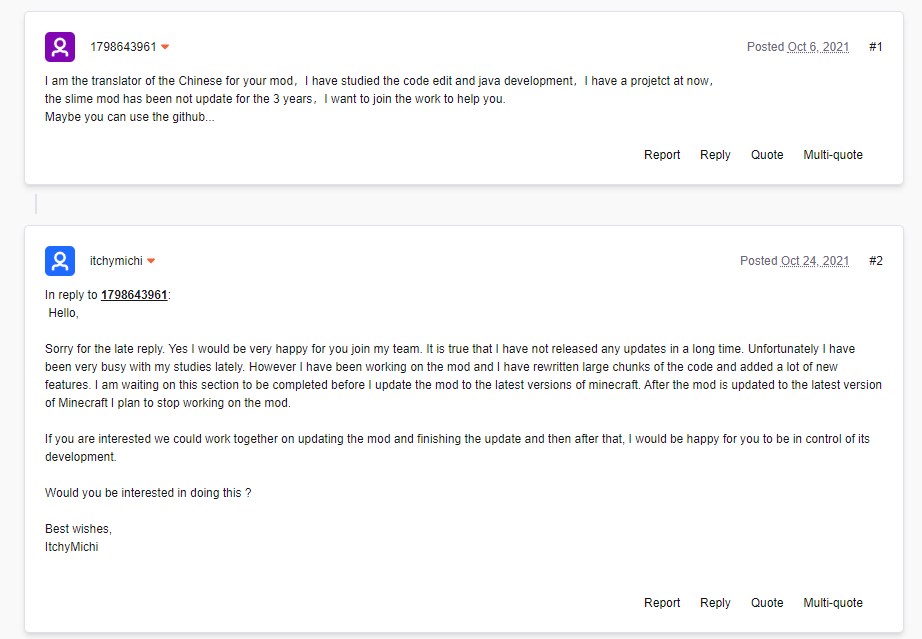 1798643961
Posted Oct 6, 2021 #1
I am the translator of the Chinese for your mod，I have studied the code edit and java development，I have a projetct at now，
the slime mod has been not update for the 3 years，I want to join the work to help you.
Maybe you can use the github...
Report Reply Quote Multi-quote
itchymichi
Posted Oct 24, 2021 #2
In reply to 1798643961:
Hello,
Sorry for the late reply. Yes I would be very happy for you join my team. It is true that I have not released any updates in a long time. Unfortunately I have
been very busy with my studies lately. However I have been working on the mod and I have rewritten large chunks of the code and added a lot of new
features. I am waiting on this section to be completed before I update the mod to the latest versions of minecraft. After the mod is updated to the latest version
of Minecraft I plan to stop working on the mod.
If you are interested we could work together on updating the mod and finishing the update and then after that, I would be happy for you to be in control of its
development.
Would you be interested in doing this ?
Best wishes,
ItchyMichi
Report Reply Quote Multi-quote